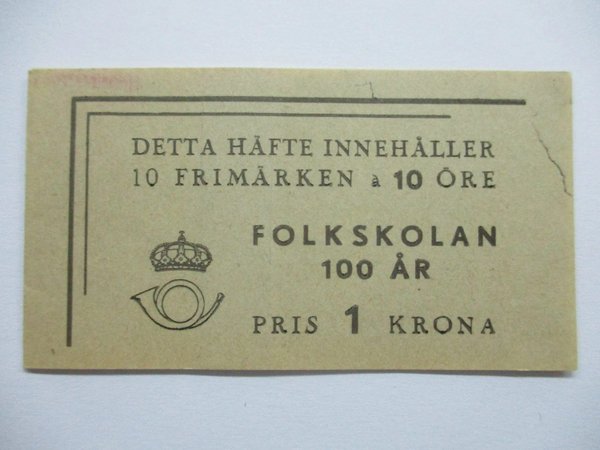 DETTA HÄFTE INNEHÅLLER
10 FRIMÄRKEN à 10 ÖRE
FOLKSKOLAN
100 ÅR
PRIS 1 KRONA